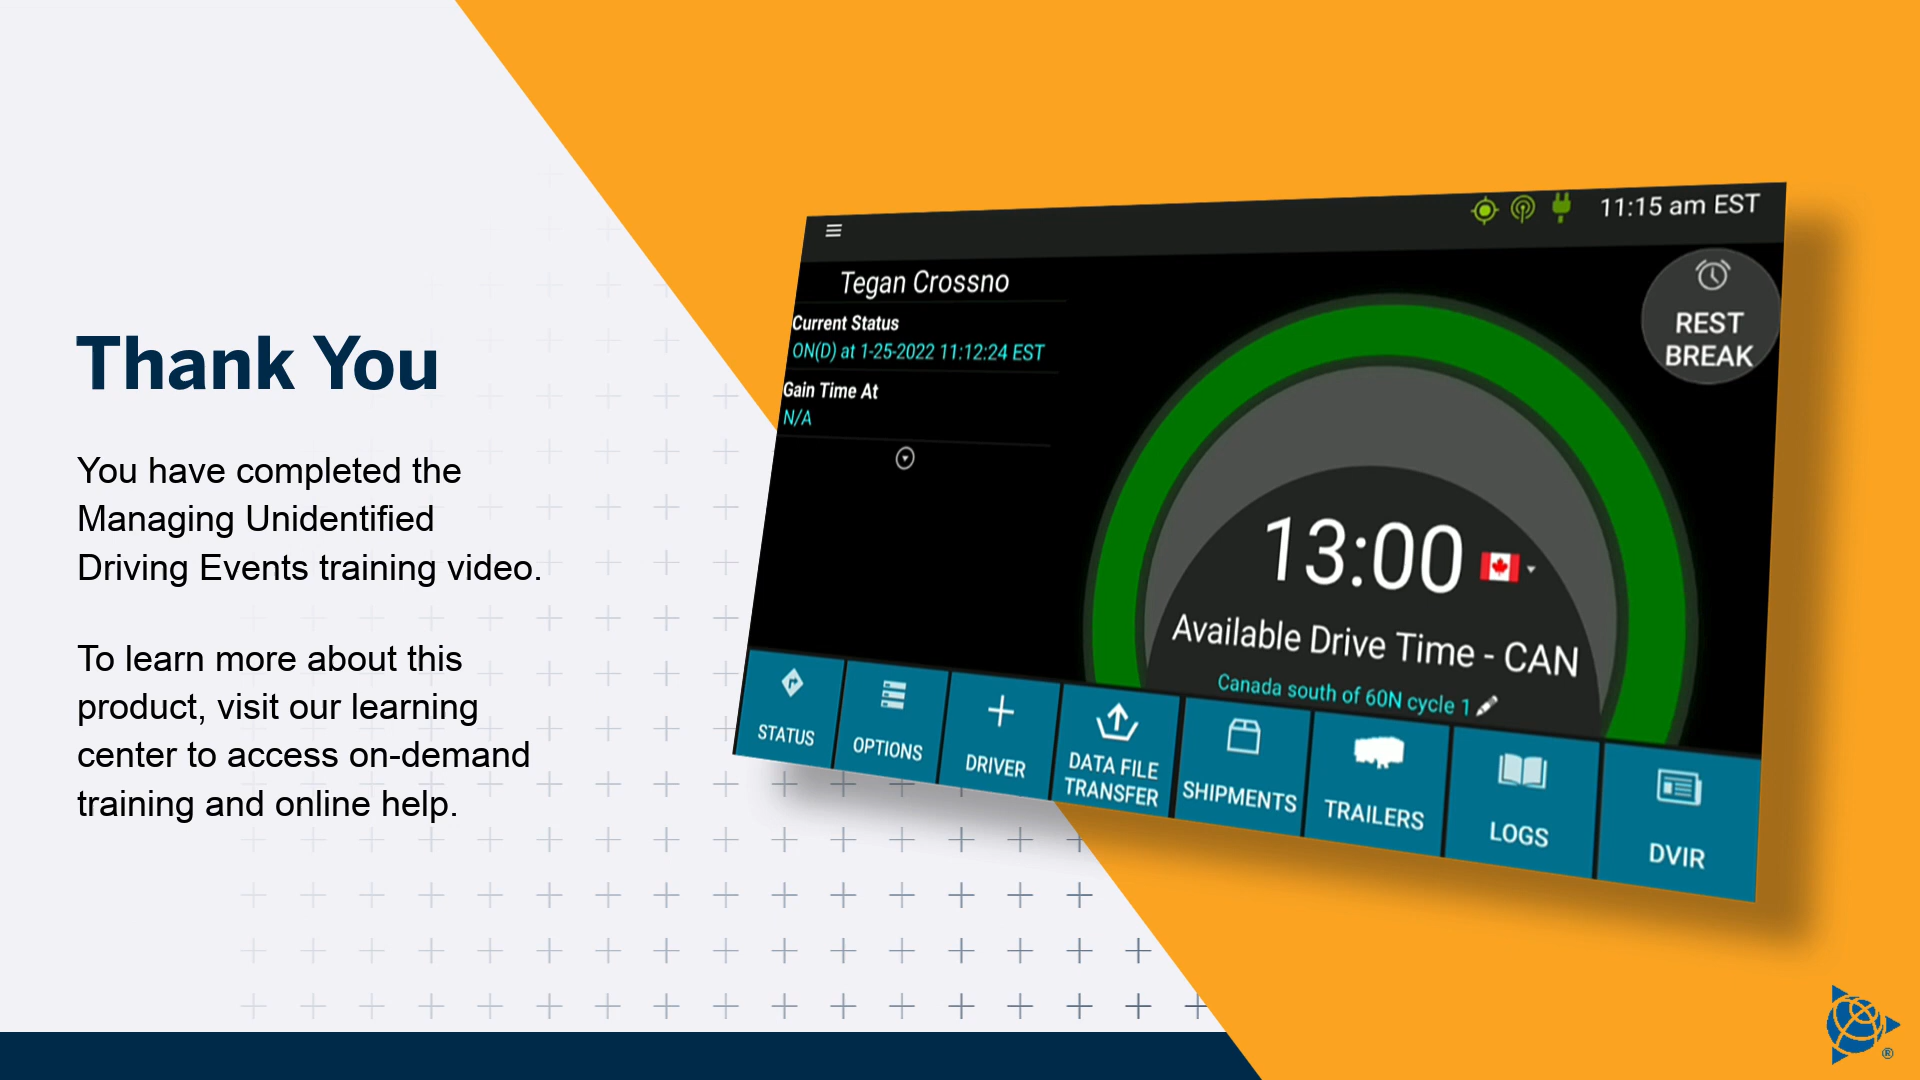 Thank You
You have completed the
Managing Unidentified
Driving Events training video.
To learn more about this
product, visit our learning
center to access on-demand
training and online help.
11:15 am EST
Tegan Crossno
Current Status
ON(D) at 1-25-2022 11:12:24 EST
Gain Time At
N/A
REST
BREAK
13:00
Available Drive Time - CAN
Canada south of 60N cycle 1
STATUS
OPTIONS
DRIVER
DATA FILE
TRANSFER
SHIPMENTS
TRAILERS
LOGS
DVIR
®